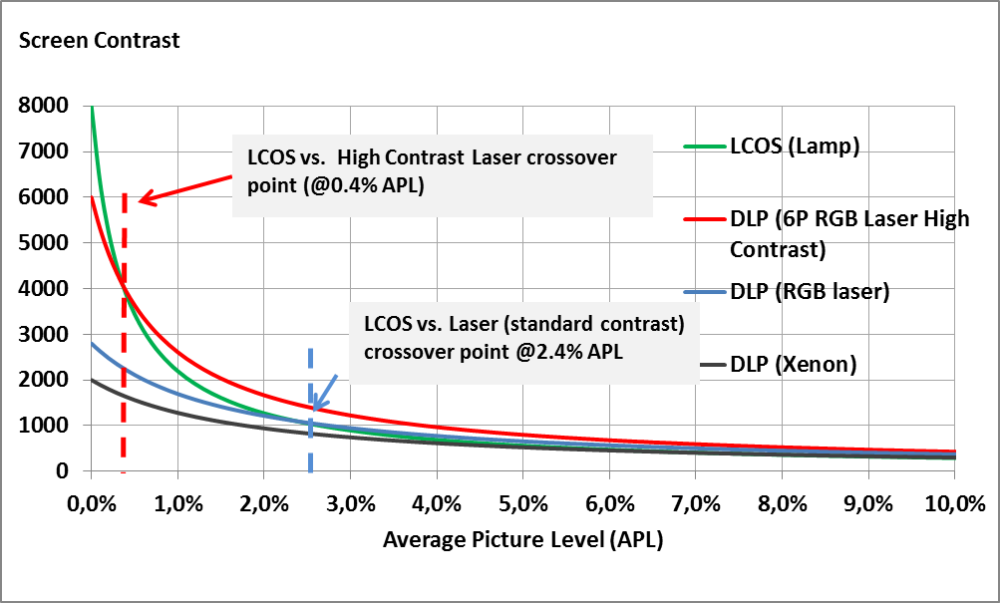 Screen Contrast
8000
7000
6000
5000
4000
3000
2000
1000
0
LCOS vs. High Contrast Laser crossover
point (@0.4% APL)
LCOS vs. Laser (standard contrast)
crossover point @2.4% APL
LCOS (Lamp)
DLP (6P RGB Laser High
Contrast)
DLP (RGB laser)
DLP (Xenon)
0,0% 1,0% 2,0% 3,0% 4,0% 5,0% 6,0% 7,0% 8,0% 9,0% 10,0%
Average Picture Level (APL)